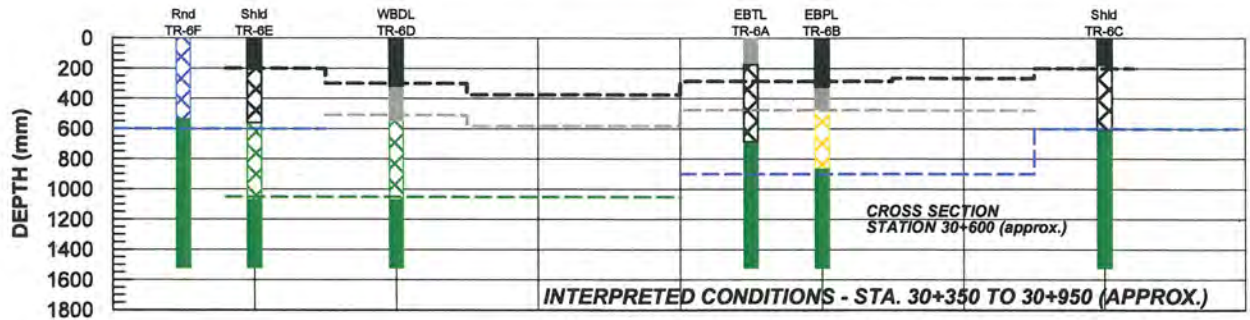 Rnd Shld WBDL EBTL EBPL Shld
TR-6F TR-6E TR-6D TR-6A TR-6B TR-6C
0
200
400
600
800
1000
1200
1400
1600
1800
DEPTH (mm)
CROSS SECTION
STATION 30+600 (approx.)
INTERPRETED CONDITIONS - STA. 30+350 TO 30+950 (APPROX.)